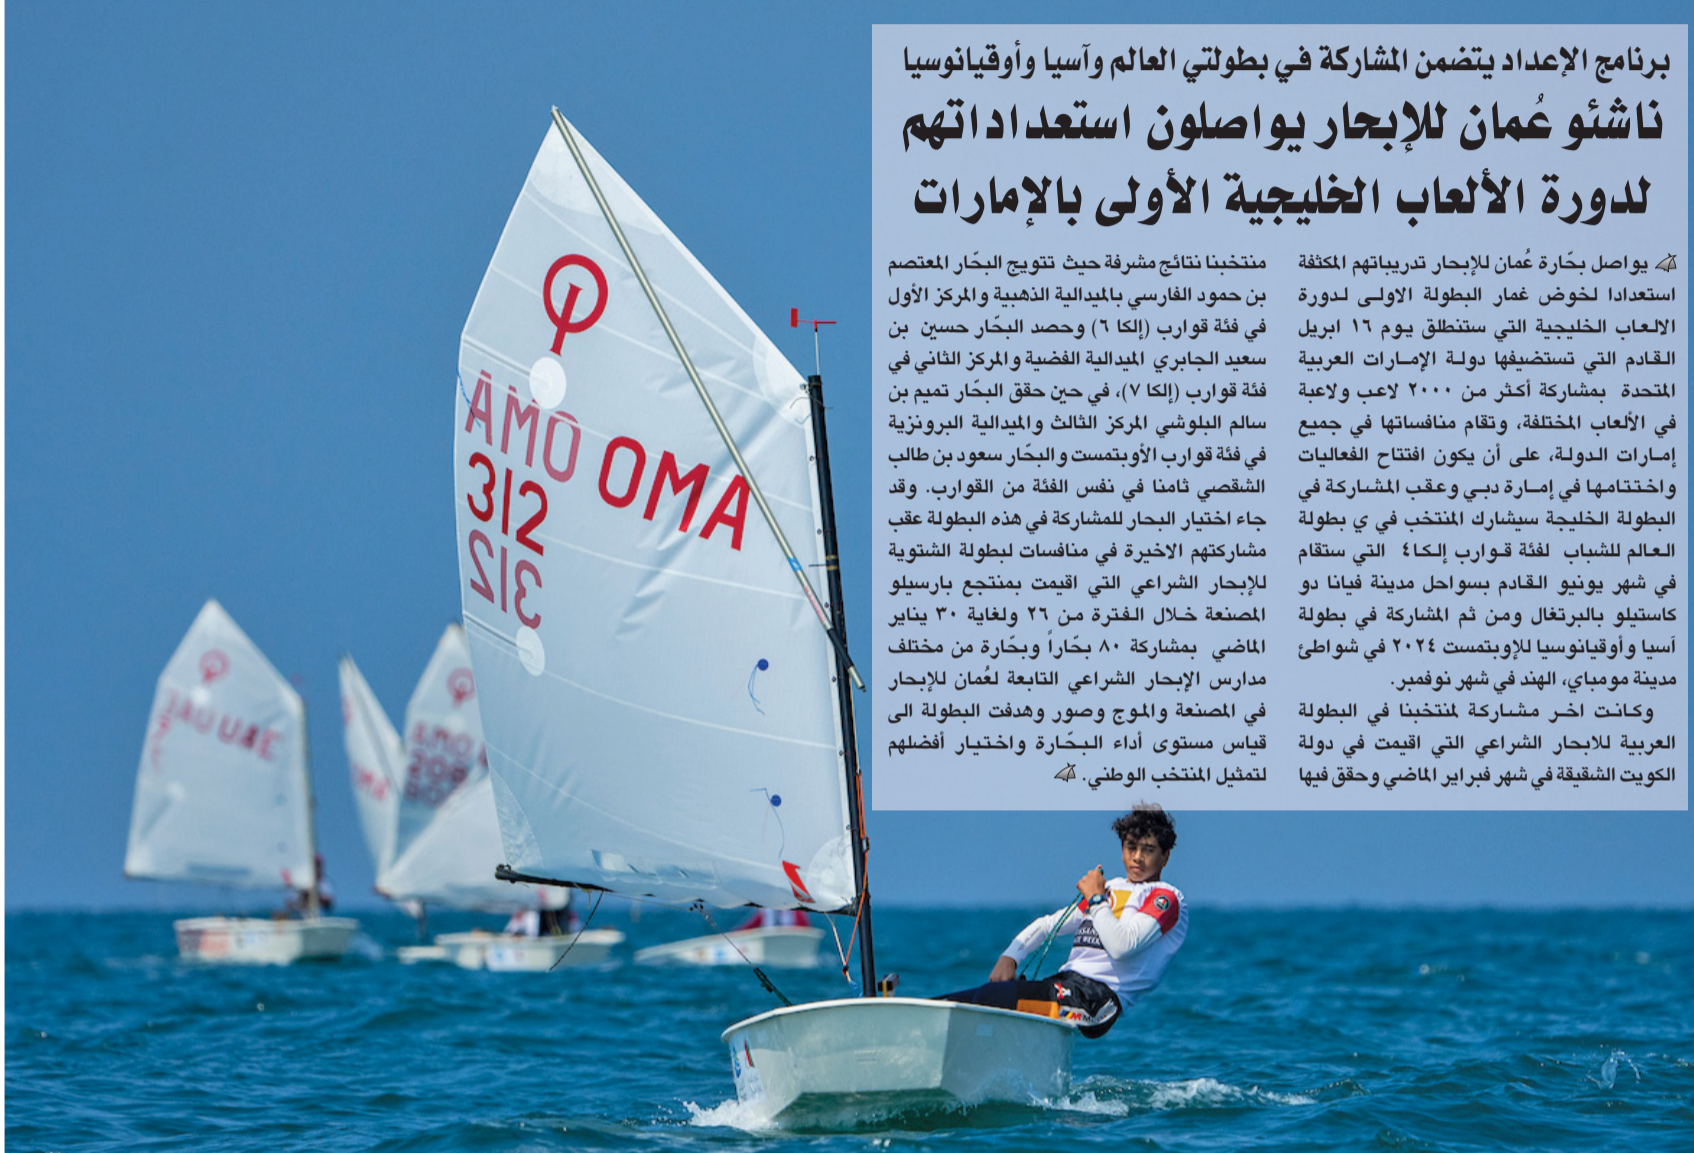 برنامج الإعداد يتضمن المشاركة في بطولتي العالم وآسيا وأوقيانوسيا
ناشئو عُمان للإبحار يواصلون استعداداتهم
لدورة الألعاب الخليجية الأولى بالإمارات
يواصل بحّارة عُمان للإبحار تدريباتهم المكثفة
استعدادا لخوض غمار البطولة الاولى لدورة
الالعاب الخليجية التي ستنطلق يوم ١٦ ابريل
القادم التي تستضيفها دولة الإمارات العربية
المتحدة بمشاركة أكثر من ٢٠٠٠ لاعب ولاعبة
في الألعاب المختلفة، وتقام منافساتها في جميع
إمارات الدولة، على أن يكون افتتاح الفعاليات
واختتامها في إمارة دبي وعقب المشاركة في
البطولة الخليجة سيشارك المنتخب في ي بطولة
العالم للشباب لفئة قوارب إلكا٤ التي ستقام
في شهر يونيو القادم بسواحل مدينة فيانا دو
كاستيلو بالبرتغال ومن ثم المشاركة في بطولة
آسيا وأوقيانوسيا للإوبتمست ٢٠٢٤ في شواطئ
مدينة مومباي، الهند في شهر نوفمبر.
وكانت اخر مشاركة لمنتخبنا في البطولة
العربية للابحار الشراعي التي اقيمت في دولة
الكويت الشقيقة في شهر فبراير الماضي وحقق فيها
منتخبنا نتائج مشرفة حيث تتويج البحّار المعتصم
بن حمود الفارسي بالميدالية الذهبية والمركز الأول
في فئة قوارب (إلكا ٦) وحصد البحّار حسين بن
سعيد الجابري الميدالية الفضية والمركز الثاني في
فئة قوارب (إلكا ٧)، في حين حقق البحّار تميم بن
سالم البلوشي المركز الثالث والميدالية البرونزية
في فئة قوارب الأوبتمست والبحّار سعود بن طالب
الشقصي ثامنا في نفس الفئة من القوارب. وقد
جاء اختيار البحار للمشاركة في هذه البطولة عقب
مشاركتهم الاخيرة في منافسات لبطولة الشتوية
للإبحار الشراعي التي اقيمت بمنتجع بارسيلو
المصنعة خلال الفترة من ٢٦ ولغاية ٣٠ يناير
الماضي بمشاركة ٨٠ بحّاراً وبحّارة من مختلف
مدارس الإبحار الشراعي التابعة لعُمان للإبحار
في المصنعة والموج وصور وهدفت البطولة الى
قياس مستوى أداء البحّارة واختيار أفضلهم
لتمثيل المنتخب الوطني.
OMA
312
UAE